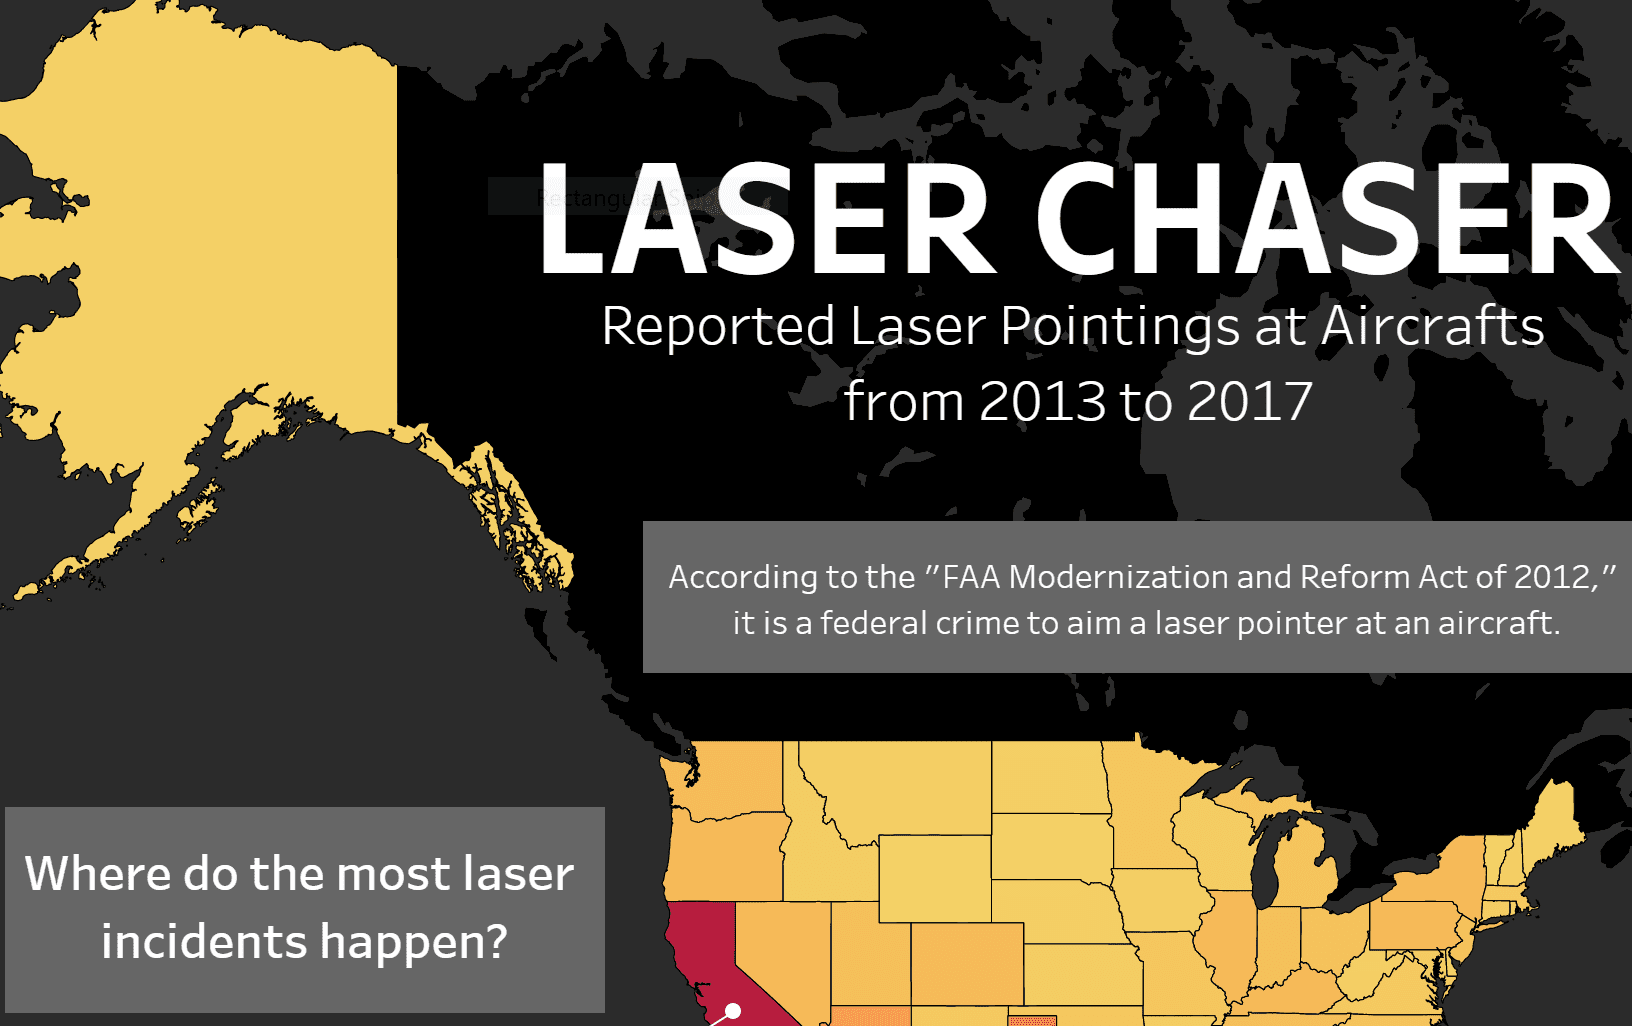 LASER CHASER
Reported Laser Pointings at Aircrafts
from 2013 to 2017
According to the "FAA Modernization and Reform Act of 2012,"
it is a federal crime to aim a laser pointer at an aircraft.
Where do the most laser
incidents happen?